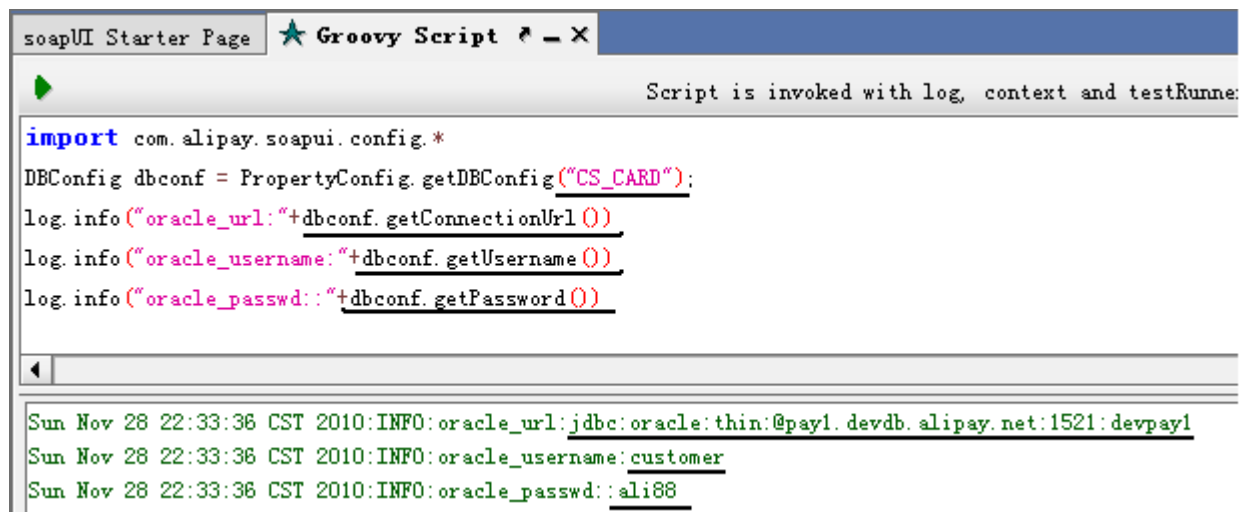 soapUI Starter Page Groovy Script
Script is invoked with log, context and testRunne
import com.alipay.soapui.config.*
DBConfig dbconf = PropertyConfig.getDBConfig("CS_CARD");
log.info("oracle_url:"+dbconf.getConnectionUrl())
log.info("oracle_username:"+dbconf.getUsername())
log.info("oracle_passwd::"+dbconf.getPassword())
Sun Nov 28 22:33:36 CST 2010:INFO:oracle_url:jdbc:oracle:thin:@pay1.devdb.alipay.net:1521:devpay1
Sun Nov 28 22:33:36 CST 2010:INFO:oracle_username:customer
Sun Nov 28 22:33:36 CST 2010:INFO:oracle_passwd::ali88